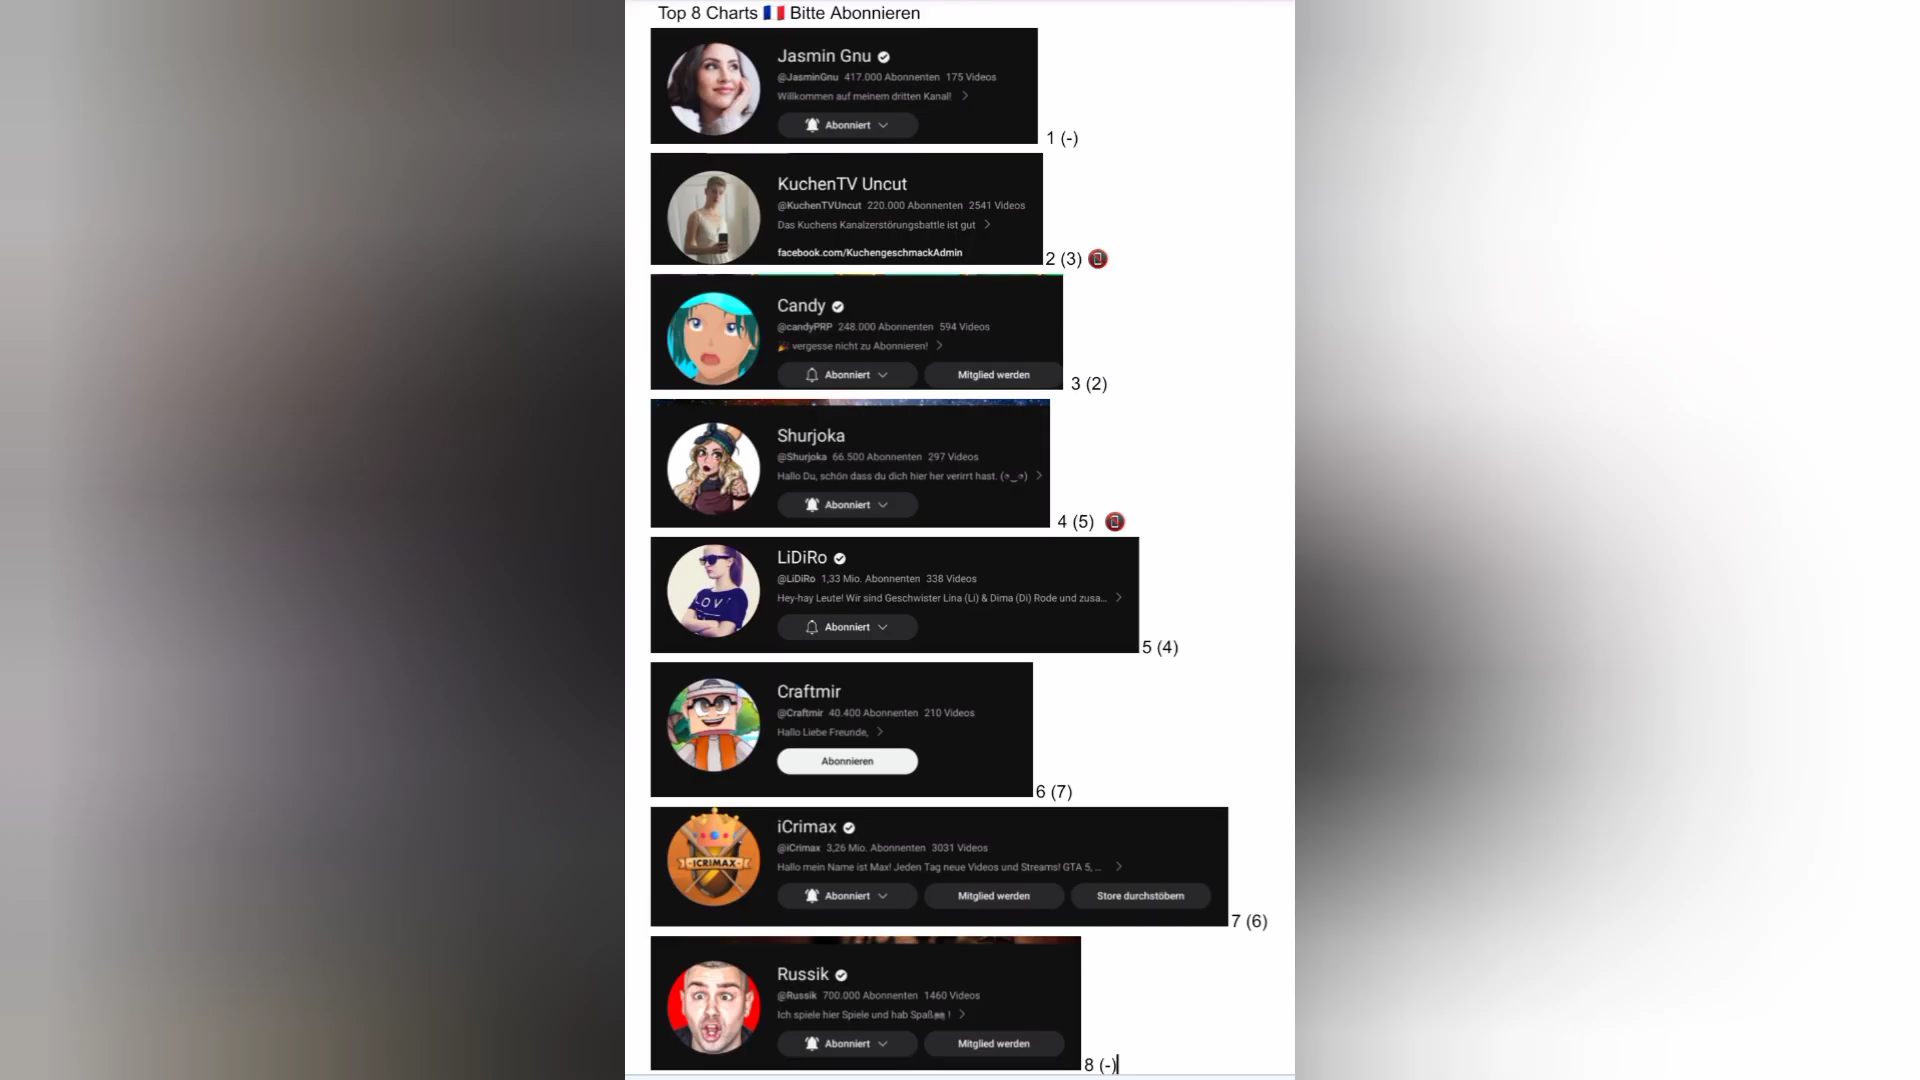 Top 8 Charts 🇫🇷 Bitte Abonnieren
Jasmin Gnu
@JasminGnu 417.000 Abonnenten 175 Videos
Willkommen auf meinem dritten Kanal!
Abonniert
1 (-)
KuchenTV Uncut
@KuchenTVUncut 220.000 Abonnenten 2541 Videos
Das Kuchens Kanalzerstörungsbattle ist gut
facebook.com/KuchengeschmackAdmin
2 (3)
Candy
@candyPRP 248.000 Abonnenten 594 Videos
🎉 vergesse nicht zu Abonnieren!
Abonniert Mitglied werden
3 (2)
Shurjoka
@Shurjoka 66.500 Abonnenten 297 Videos
Hallo Du, schön dass du dich hier her verirrt hast. (◔‿◔)
Abonniert
4 (5)
LiDiRo
@LiDiRo 1,33 Mio. Abonnenten 338 Videos
Hey-hay Leute! Wir sind Geschwister Lina (Li) & Dima (Di) Rode und zusa...
LOV
Abonniert
5 (4)
Craftmir
@Craftmir 40.400 Abonnenten 210 Videos
Hallo Liebe Freunde,
Abonnieren
6 (7)
iCrimax
@iCrimax 3,26 Mio. Abonnenten 3031 Videos
ICRIMAX
Hallo mein Name ist Max! Jeden Tag neue Videos und Streams! GTA 5, ...
Abonniert Mitglied werden Store durchstöbern
7 (6)
Russik
@Russik 700.000 Abonnenten 1460 Videos
Ich spiele hier Spiele und hab Spaß🎮 !
Abonniert Mitglied werden
8 (-)